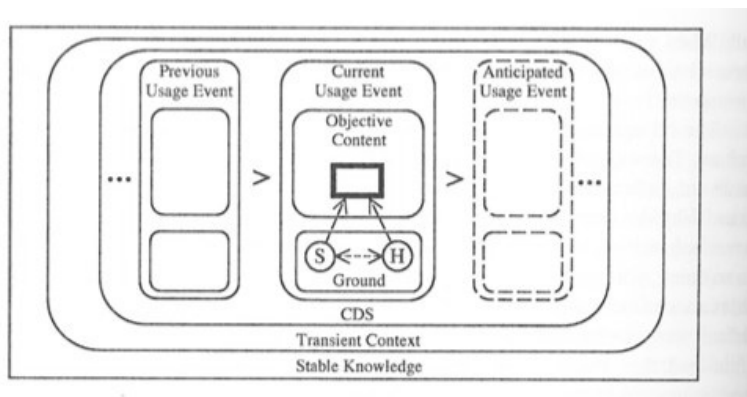 Previous
Usage Event
Current
Usage Event
Anticipated
Usage Event
Objective
Content
...
>
>
...
S
H
Ground
CDS
Transient Context
Stable Knowledge